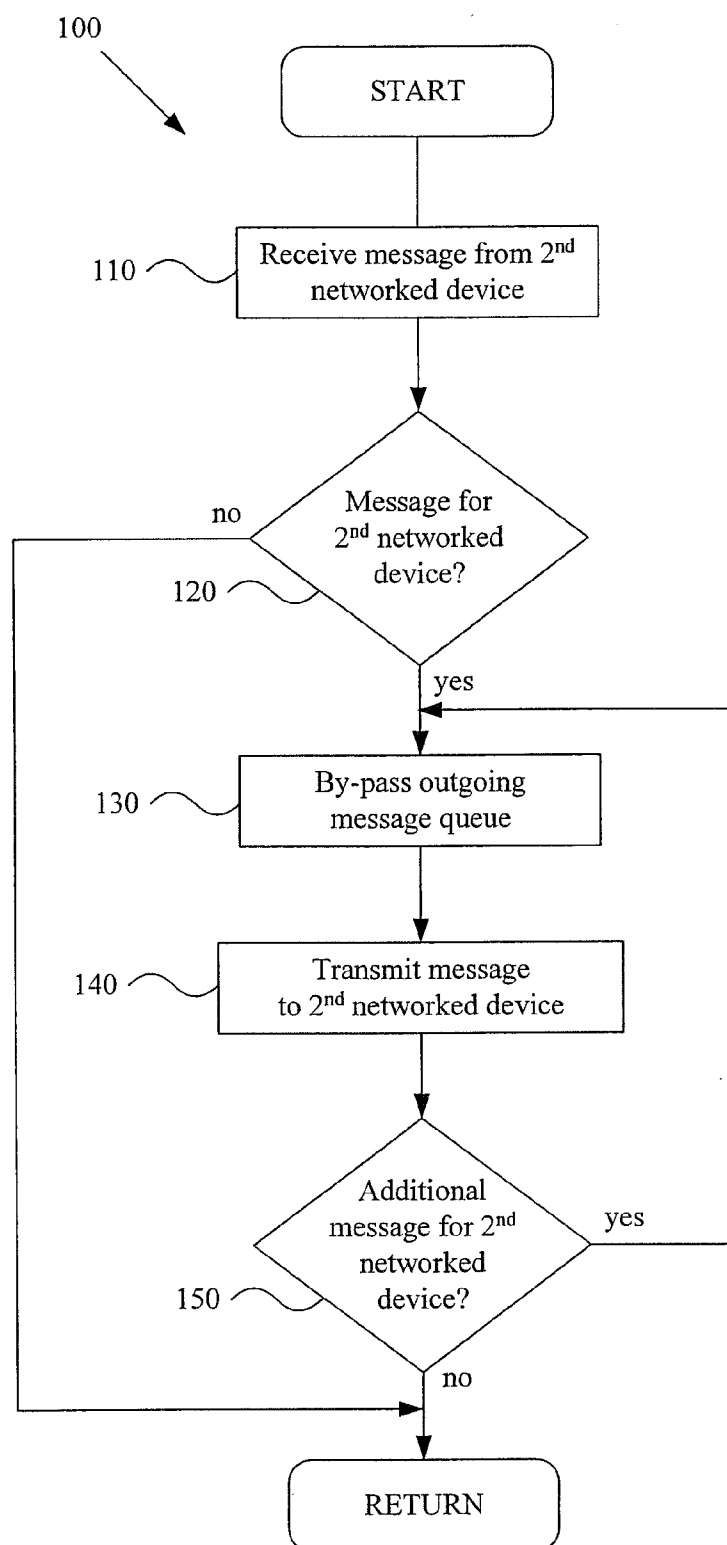 100
START
110
Receive message from 2nd
networked device
Message for
2nd networked
device?
no
120
yes
130
By-pass outgoing
message queue
140
Transmit message
to 2nd networked device
Additional
message for 2nd
networked
device?
yes
150
no
RETURN